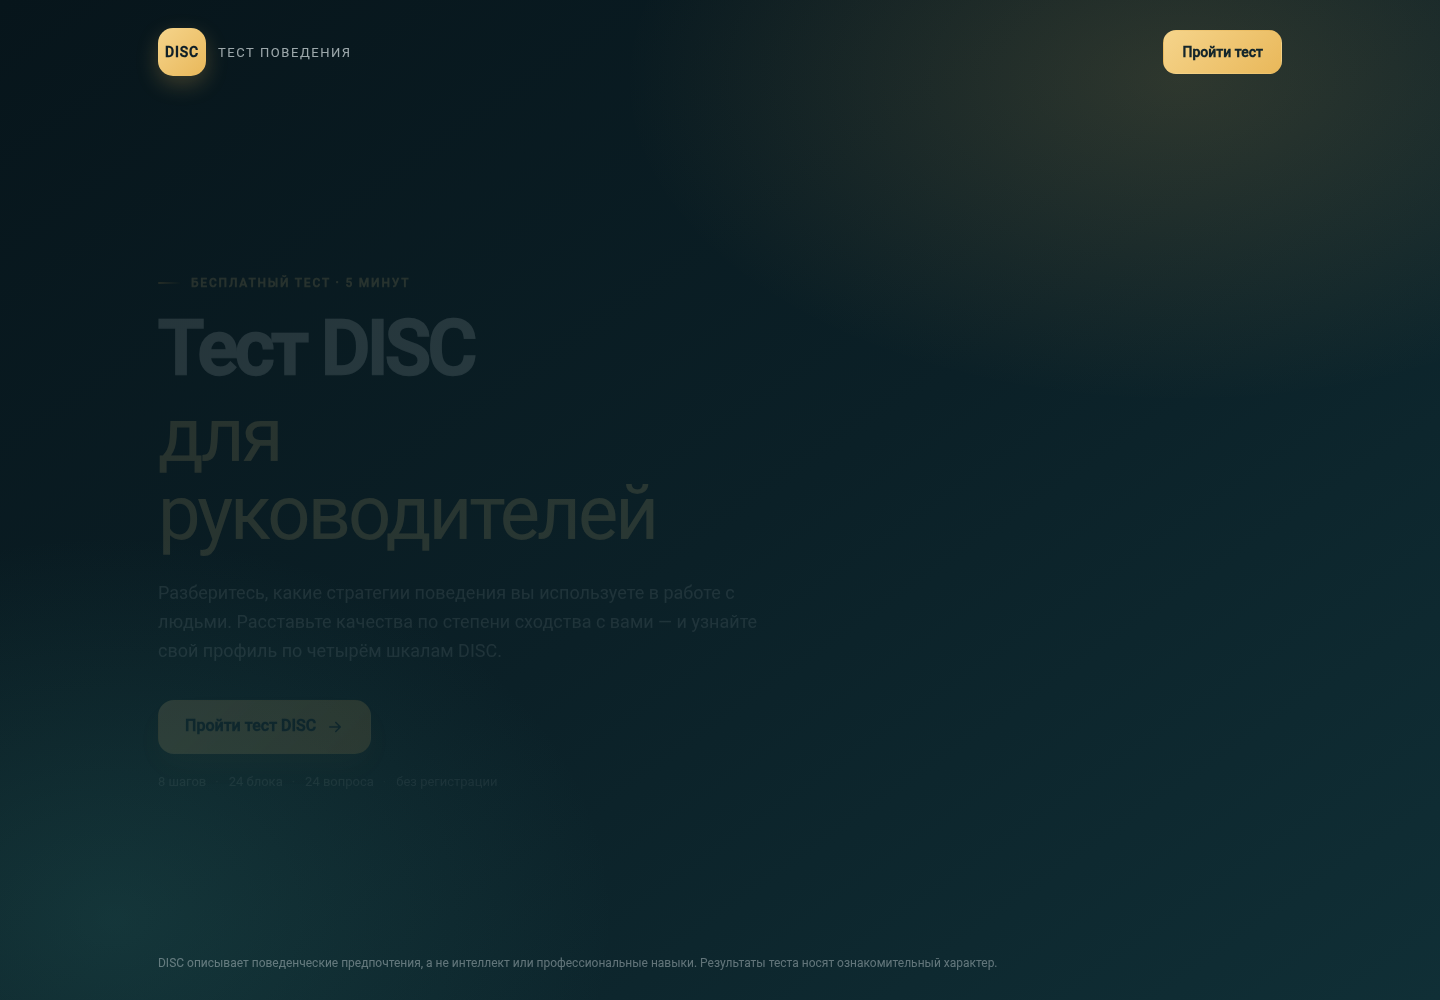 DISC ТЕСТ ПОВЕДЕНИЯ
Пройти тест
БЕСПЛАТНЫЙ ТЕСТ · 5 МИНУТ
Тест DISC
для
руководителей
Разберитесь, какие стратегии поведения вы используете в работе с
людьми. Расставьте качества по степени сходства с вами — и узнайте
свой профиль по четырём шкалам DISC.
Пройти тест DISC →
8 шагов 24 блока 24 вопроса без регистрации
DISC описывает поведенческие предпочтения, а не интеллект или профессиональные навыки. Результаты теста носят ознакомительный характер.